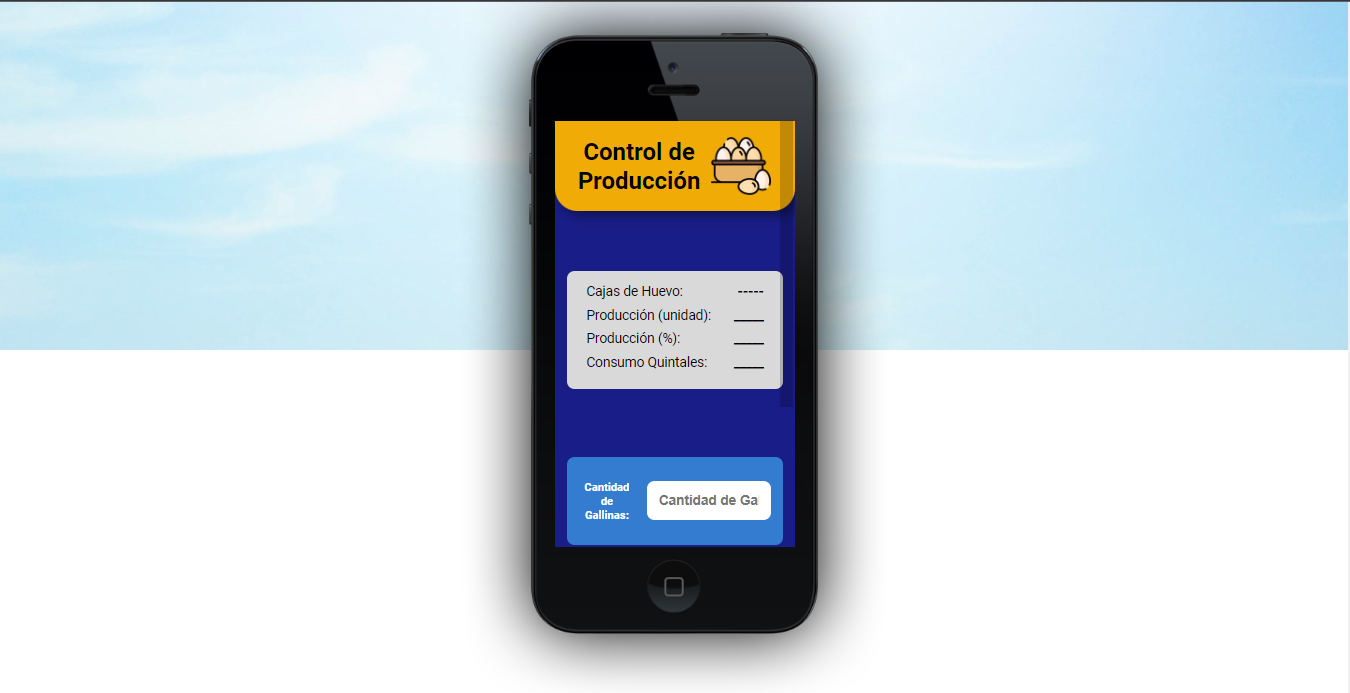 Control de
Producción
Cajas de Huevo: -----
Producción (unidad): ____
Producción (%): ____
Consumo Quintales: ____
Cantidad
de
Gallinas:
Cantidad de Ga